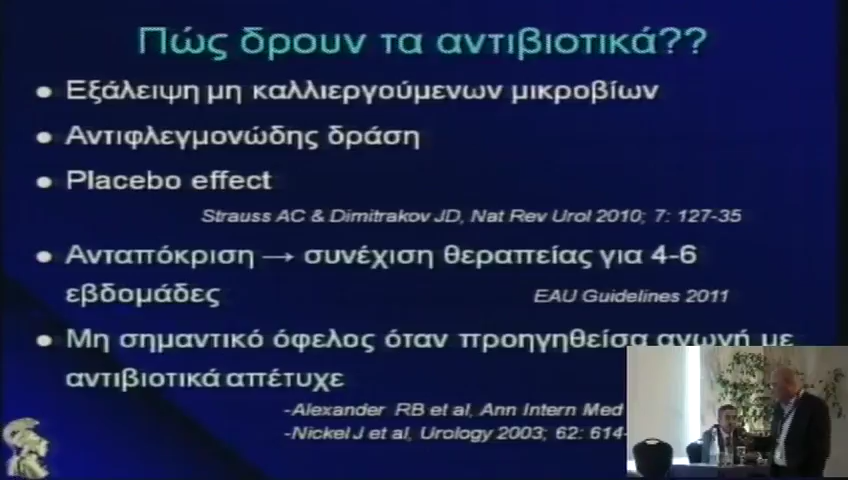 Πώς δρουν τα αντιβιοτικά??
Εξάλειψη μη καλλιεργούμενων μικροβίων
Αντιφλεγμονώδης δράση
Placebo effect
Strauss AC & Dimitrakov JD, Nat Rev Urol 2010; 7: 127-35
Ανταπόκριση → συνέχιση θεραπείας για 4-6
εβδομάδες
EAU Guidelines 2011
Μη σημαντικό όφελος όταν προηγηθείσα αγωγή με
αντιβιοτικά απέτυχε
-Alexander RB et al, Ann Intern Med
-Nickel J et al, Urology 2003; 62: 614-